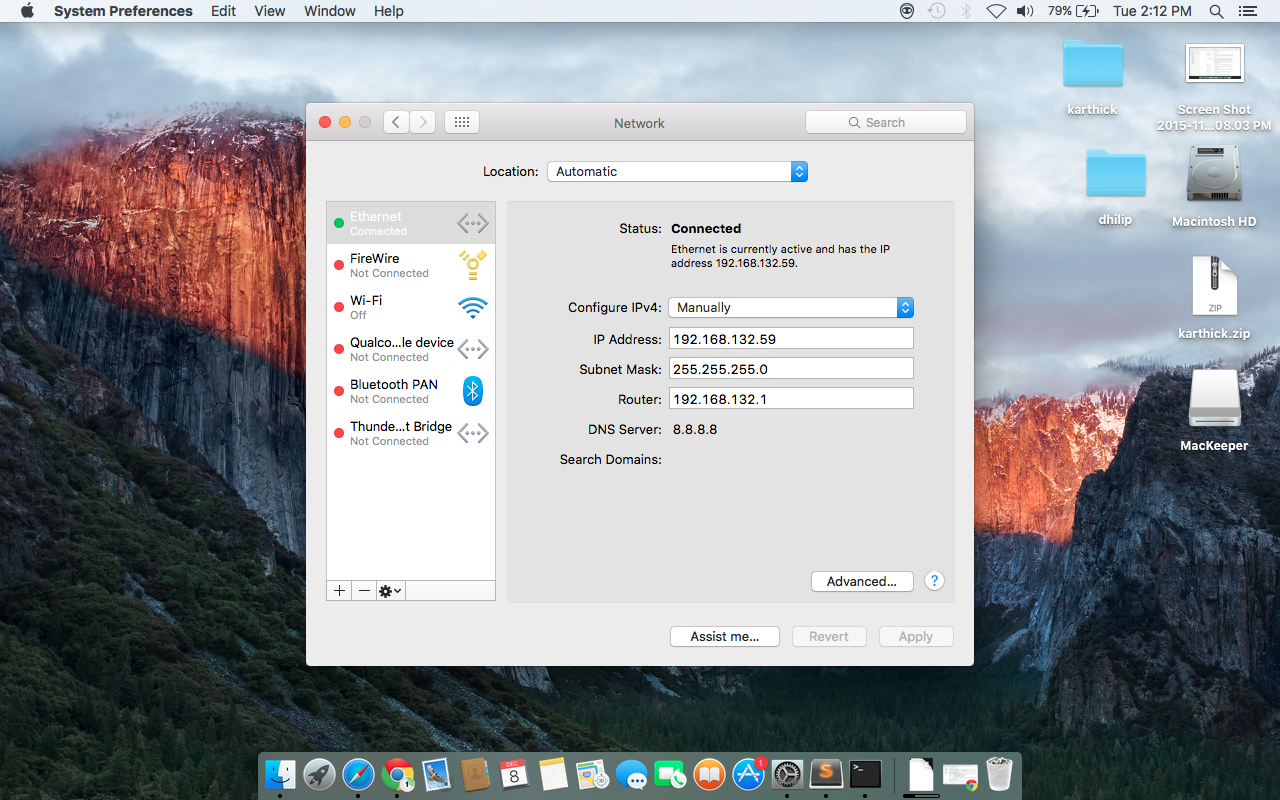 System Preferences Edit View Window Help
79% Tue 2:12 PM
Network
Search
Location: Automatic
Ethernet
Connected
FireWire
Not Connected
Wi-Fi
Off
Qualco...le device
Not Connected
Bluetooth PAN
Not Connected
Thunde...t Bridge
Not Connected
Status: Connected
Ethernet is currently active and has the IP
address 192.168.132.59.
Configure IPv4: Manually
IP Address: 192.168.132.59
Subnet Mask: 255.255.255.0
Router: 192.168.132.1
DNS Server: 8.8.8.8
Search Domains:
Advanced...
?
Assist me... Revert Apply
karthick
Screen Shot
2015-11...08.03 PM
dhilip
Macintosh HD
ZIP
karthick.zip
MacKeeper
1
DEC
8
1
S
>_